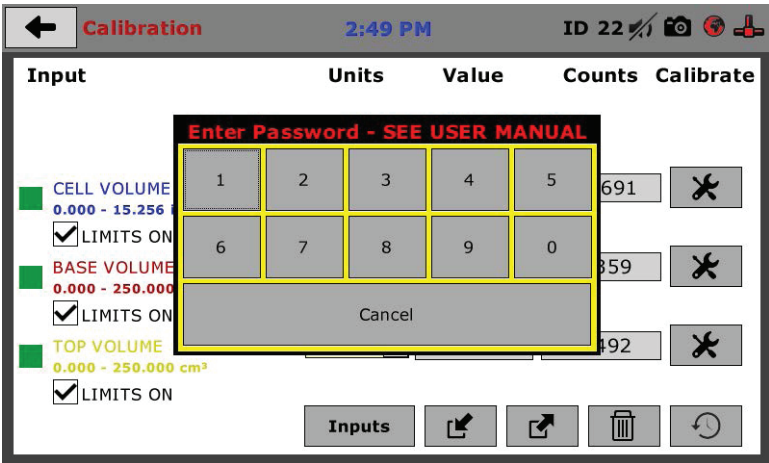 Calibration 2:49 PM ID 22
Input Units Value Counts Calibrate
Enter Password - SEE USER MANUAL
1 2 3 4 5
CELL VOLUME 691
0.000 - 15.256
LIMITS ON
6 7 8 9 0
BASE VOLUME 359
0.000 - 250.000
LIMITS ON
Cancel
TOP VOLUME 492
0.000 - 250.000 cm³
LIMITS ON
Inputs